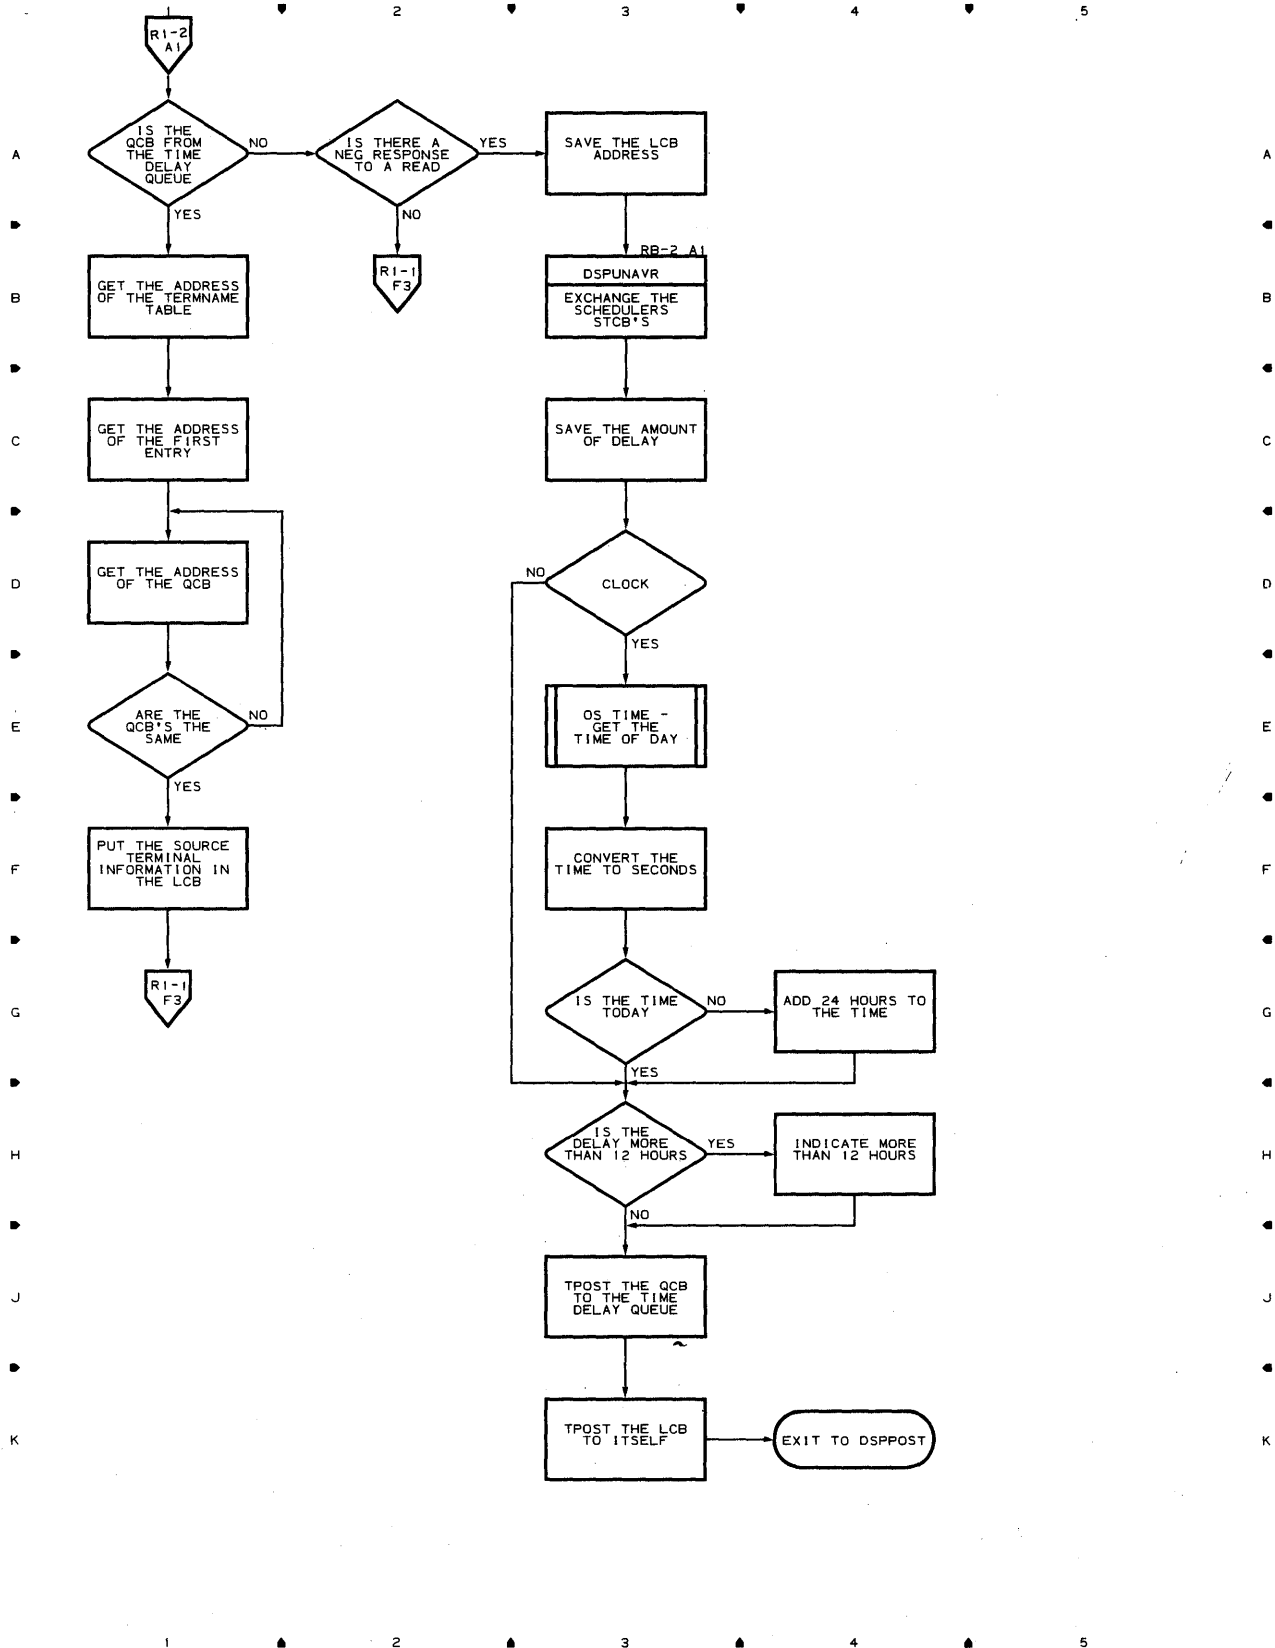 1 2 3 4 5
R1-2
A1
IS THE
QCB FROM
THE TIME
DELAY
QUEUE
NO
YES
IS THERE A
NEG RESPONSE
TO A READ
YES
NO
SAVE THE LCB
ADDRESS
A A
GET THE ADDRESS
OF THE TERMNAME
TABLE
R1-1
F3
RB-2 A1
DSPUNAVR
EXCHANGE THE
SCHEDULERS
STCB'S
B B
GET THE ADDRESS
OF THE FIRST
ENTRY
SAVE THE AMOUNT
OF DELAY
C C
GET THE ADDRESS
OF THE QCB
NO
CLOCK
YES
D D
ARE THE
QCB'S THE
SAME
NO
YES
OS TIME -
GET THE
TIME OF DAY
E E
PUT THE SOURCE
TERMINAL
INFORMATION IN
THE LCB
CONVERT THE
TIME TO SECONDS
F F
R1-1
F3
IS THE TIME
TODAY
NO
YES
ADD 24 HOURS TO
THE TIME
G G
IS THE
DELAY MORE
THAN 12 HOURS
YES
NO
INDICATE MORE
THAN 12 HOURS
H H
TPOST THE QCB
TO THE TIME
DELAY QUEUE
J J
TPOST THE LCB
TO ITSELF
EXIT TO DSPPOST
K K
1 2 3 4 5